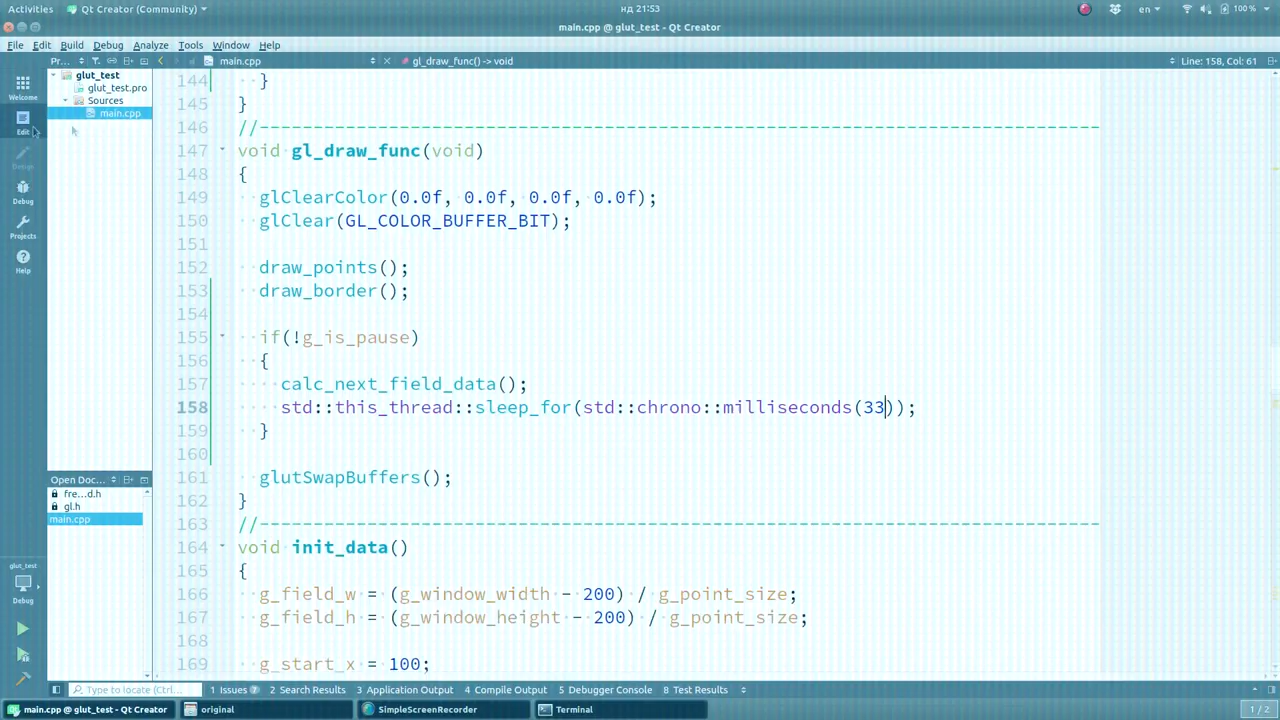 Activities
Qt Creator (Community)
нд 21:53
en
100 %
main.cpp @ glut_test - Qt Creator
File Edit Build Debug Analyze Tools Window Help
Pr...
main.cpp
gl_draw_func() -> void
Line: 158, Col: 61
Welcome
Edit
Design
Debug
Projects
Help
glut_test
Debug
glut_test
glut_test.pro
Sources
main.cpp
Open Doc...
fre...d.h
gl.h
main.cpp
144 }
145 }
146 //------------------------------------------------------------------------------
147 void gl_draw_func(void)
148 {
149 glClearColor(0.0f, 0.0f, 0.0f, 0.0f);
150 glClear(GL_COLOR_BUFFER_BIT);
151
152 draw_points();
153 draw_border();
154
155 if(!g_is_pause)
156 {
157 calc_next_field_data();
158 std::this_thread::sleep_for(std::chrono::milliseconds(33));
159 }
160
161 glutSwapBuffers();
162 }
163 //------------------------------------------------------------------------------
164 void init_data()
165 {
166 g_field_w = (g_window_width - 200) / g_point_size;
167 g_field_h = (g_window_height - 200) / g_point_size;
168
169 g_start_x = 100;
Type to locate (Ctrl...
1 Issues 7
2 Search Results
3 Application Output
4 Compile Output
5 Debugger Console
8 Test Results
main.cpp @ glut_test - Qt Creator
original
SimpleScreenRecorder
Terminal
1 / 2